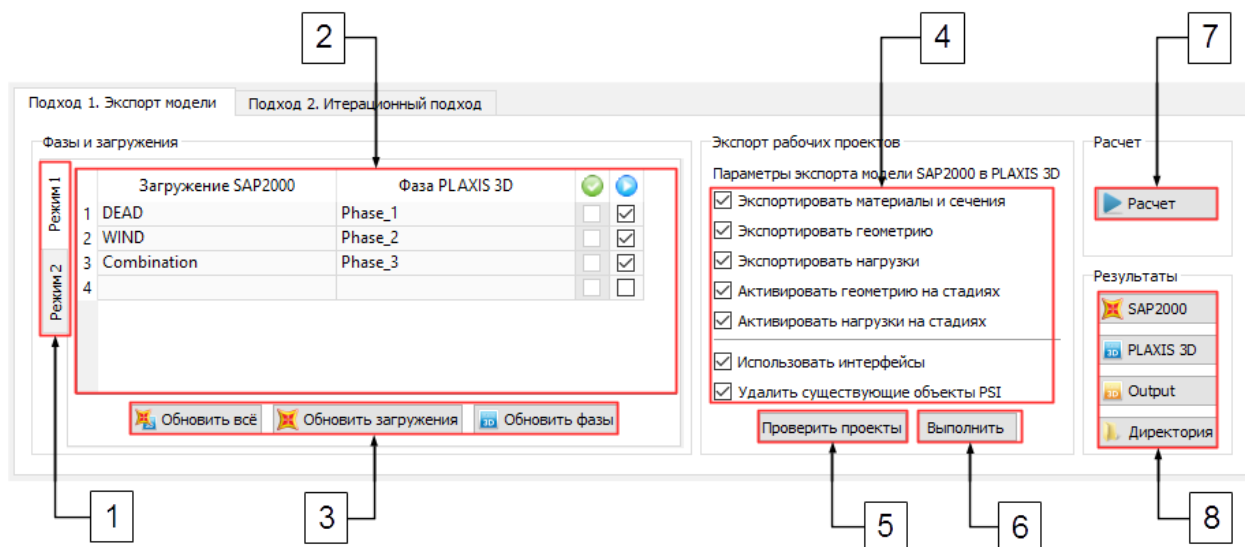 2
4
7
Подход 1. Экспорт модели
Подход 2. Итерационный подход
Фазы и загружения
Режим 1
Режим 2
Загружение SAP2000
Фаза PLAXIS 3D
1 DEAD Phase_1
2 WIND Phase_2
3 Combination Phase_3
4
Обновить всё
Обновить загружения
3D
Обновить фазы
Экспорт рабочих проектов
Параметры экспорта модели SAP2000 в PLAXIS 3D
Экспортировать материалы и сечения
Экспортировать геометрию
Экспортировать нагрузки
Активировать геометрию на стадиях
Активировать нагрузки на стадиях
Использовать интерфейсы
Удалить существующие объекты PSI
Проверить проекты
Выполнить
Расчет
Расчет
Результаты
SAP2000
3D
PLAXIS 3D
3D
Output
Директория
1
3
5
6
8